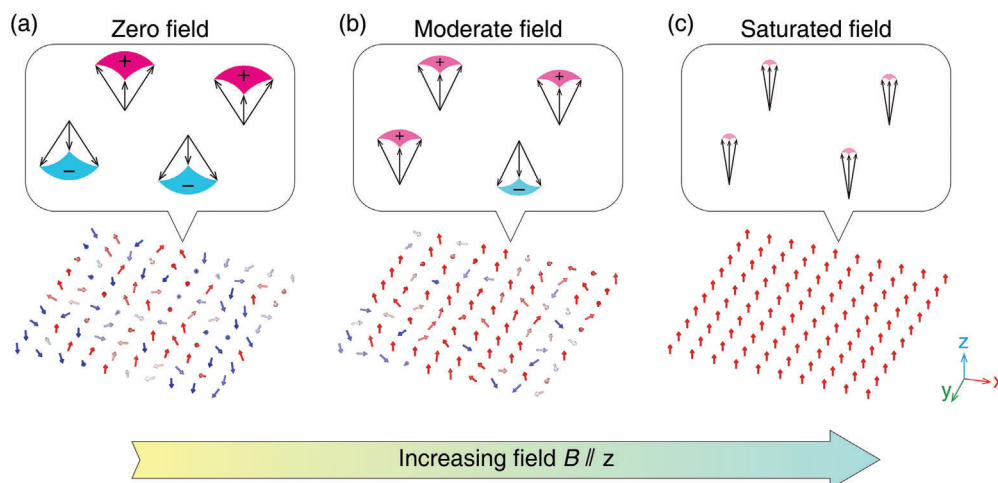 (a) Zero field
(b) Moderate field
(c) Saturated field
+
+
−
−
+
+
+
−
z
y
x
Increasing field B // z